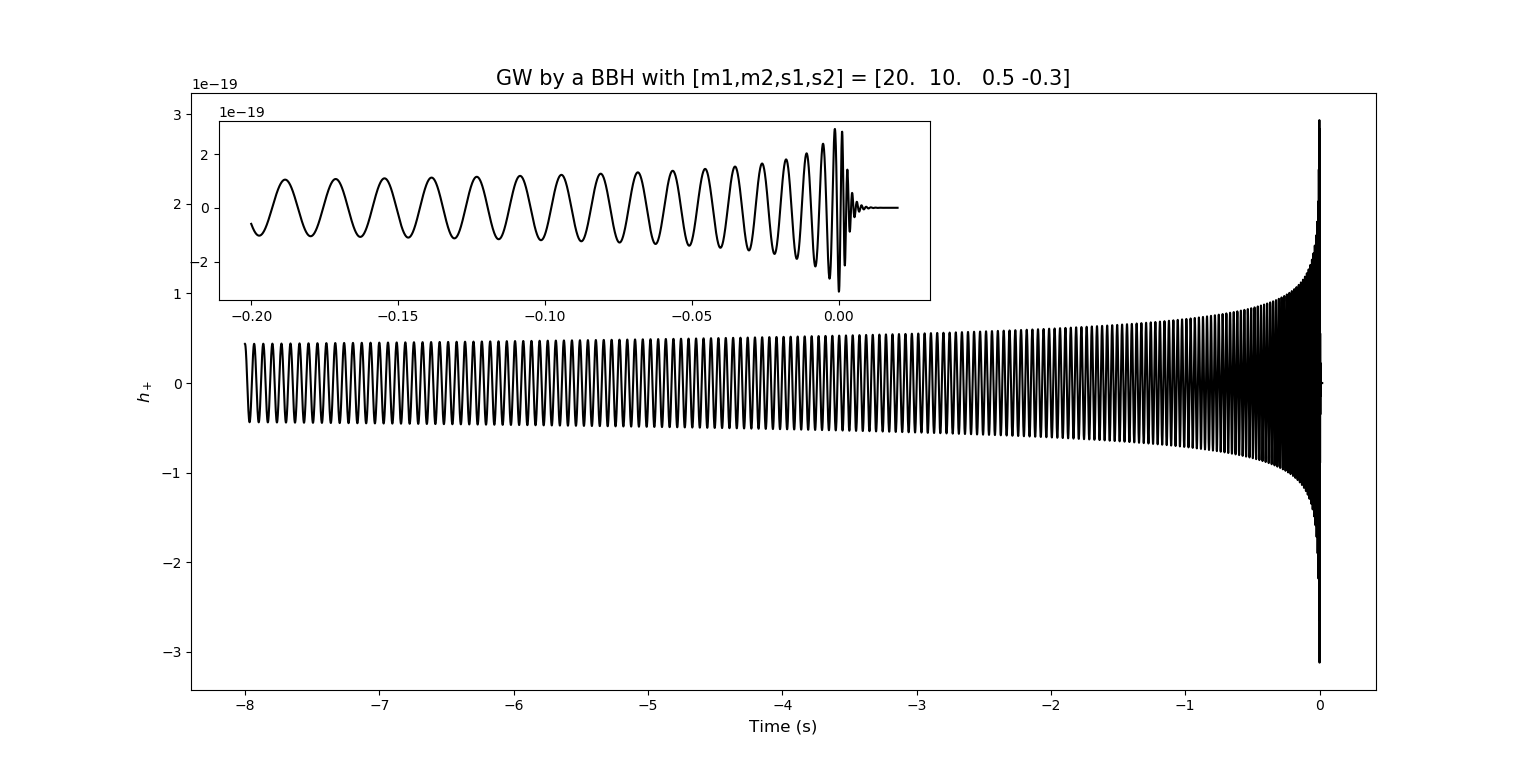 GW by a BBH with [m1,m2,s1,s2] = [20.  10.   0.5 -0.3]
1e−19
1e−19
3
2
1
0
−1
−2
−3
2
0
−2
−0.20 −0.15 −0.10 −0.05 0.00
h+
−8 −7 −6 −5 −4 −3 −2 −1 0
Time (s)